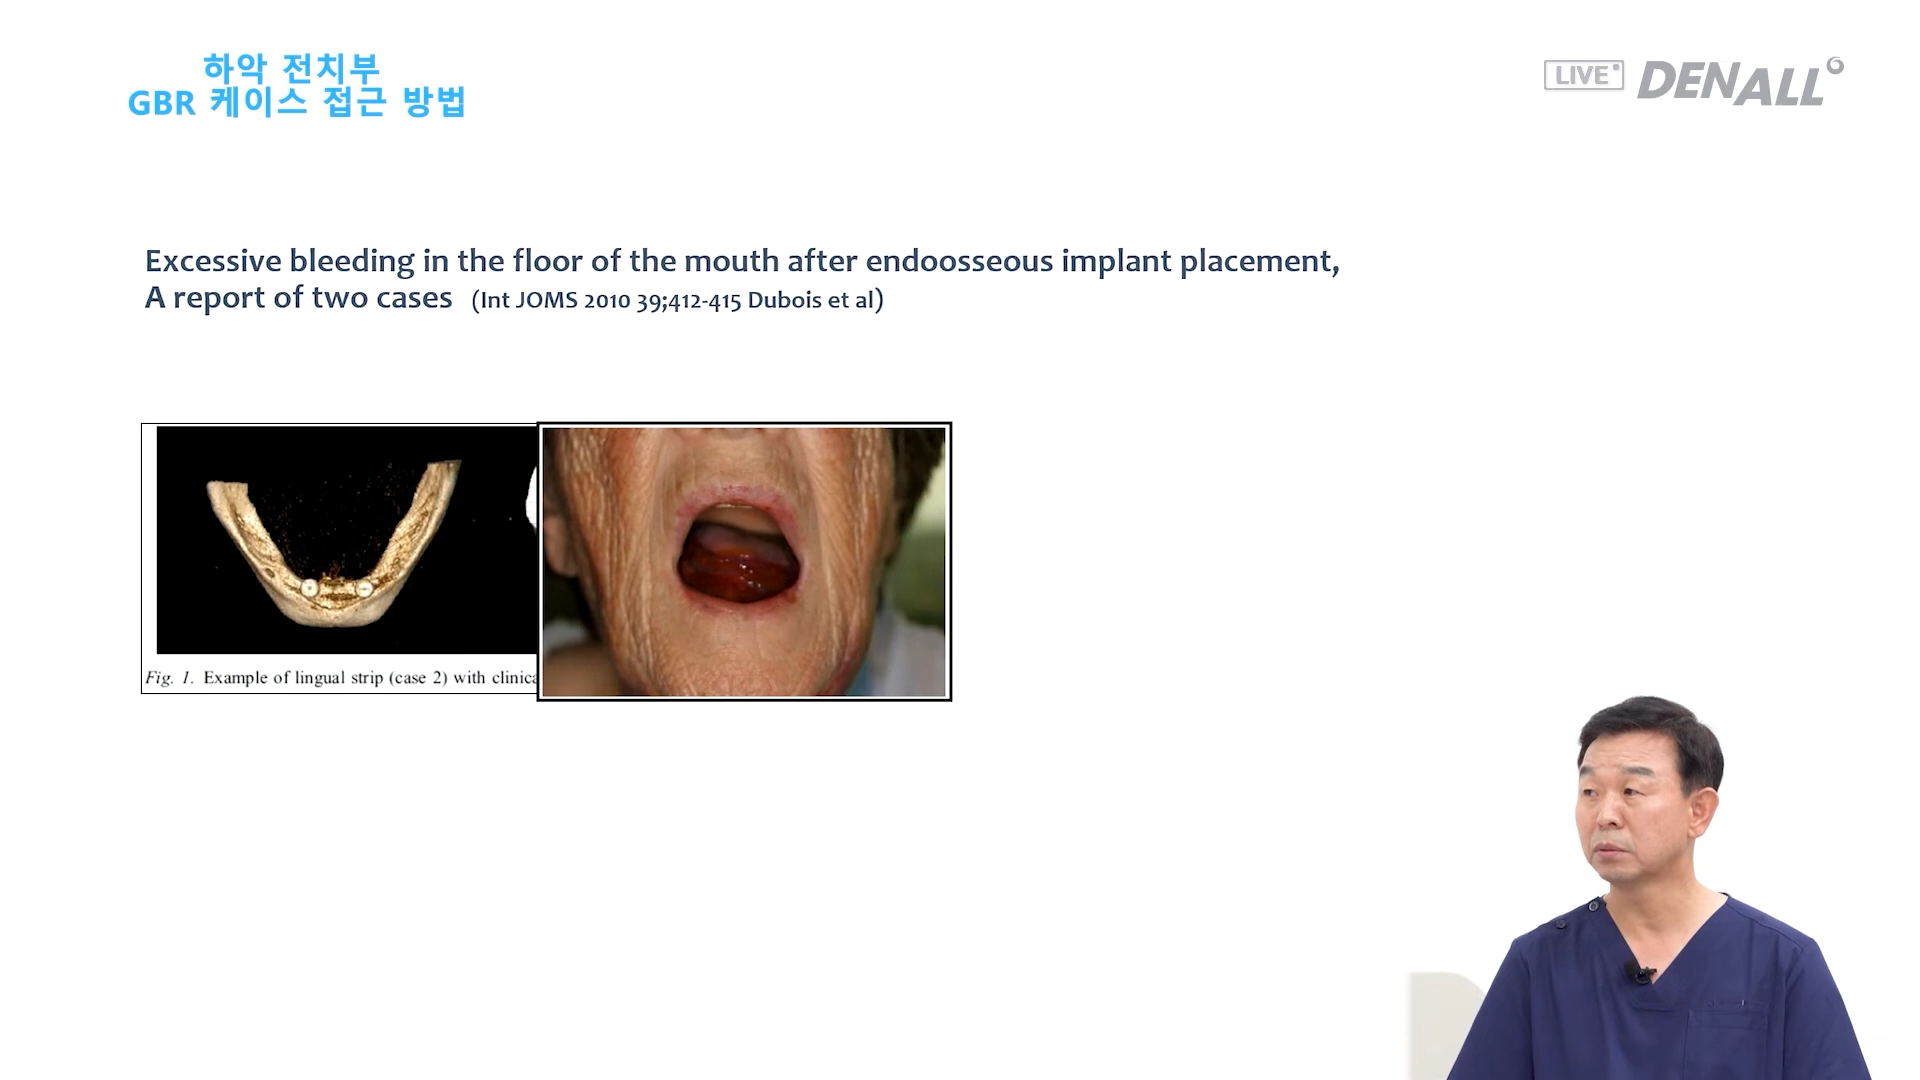 하악 전치부
GBR 케이스 접근 방법
LIVE DENALL
Excessive bleeding in the floor of the mouth after endoosseous implant placement,
A report of two cases (Int JOMS 2010 39;412-415 Dubois et al)
Fig. 1. Example of lingual strip (case 2) with clinica